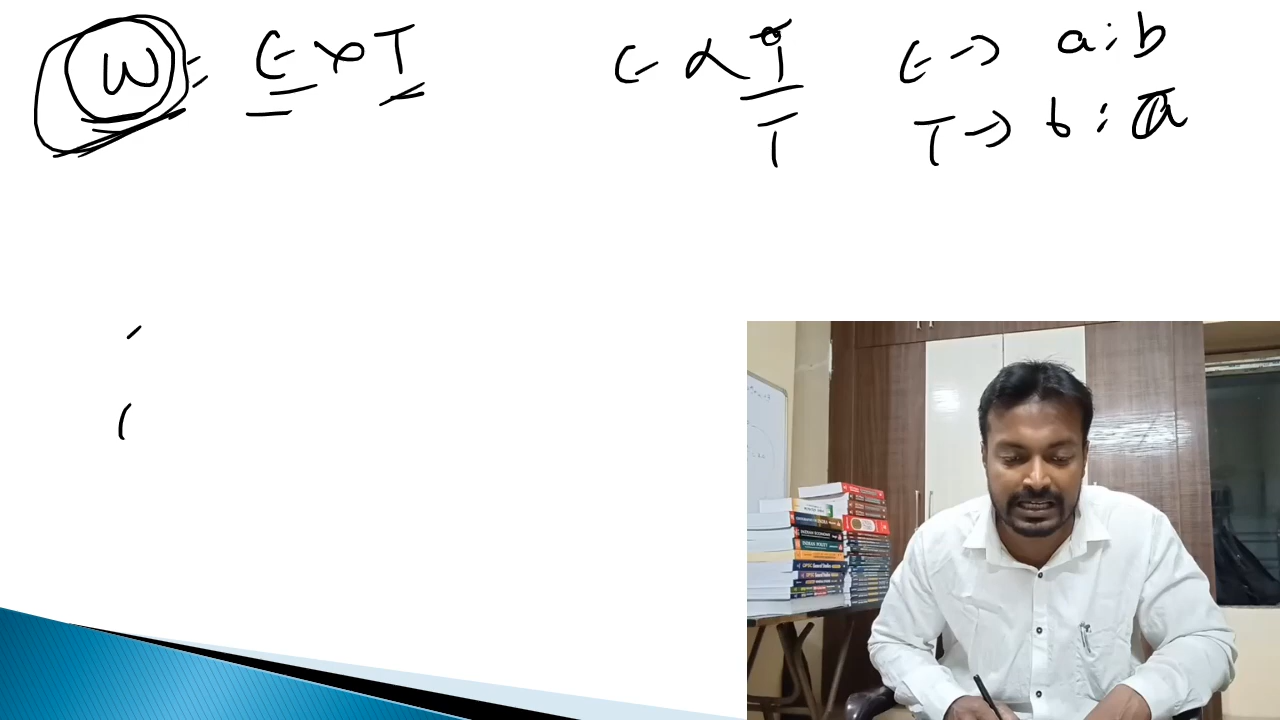 W = E × T
E α 1/T
E → a : b
T → b : a